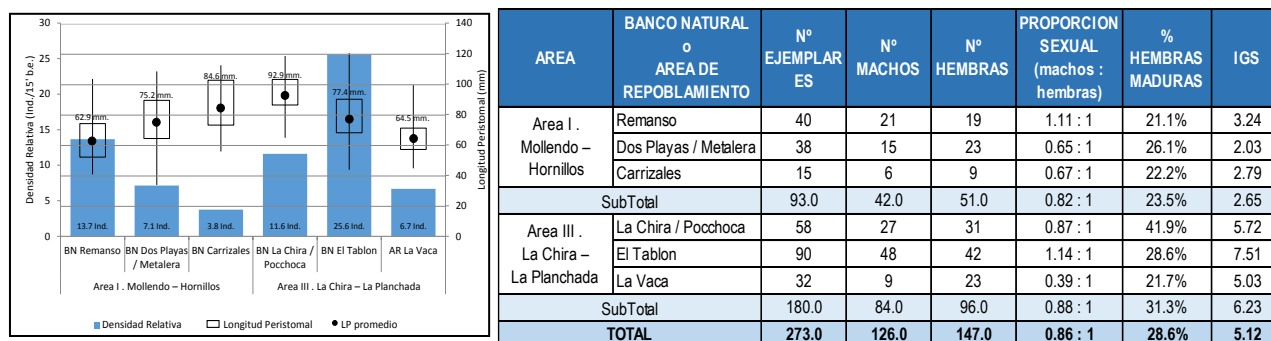 30
25
20
15
10
5
0
Densidad Relativa (Ind./15' b.e.)
140
120
100
80
60
40
20
0
Longitud Peristomal (mm)
62.9 mm.
75.2 mm.
84.6 mm.
92.9 mm.
77.4 mm.
64.5 mm.
13.7 Ind.
7.1 Ind.
3.8 Ind.
11.6 Ind.
25.6 Ind.
6.7 Ind.
BN Remanso
BN Dos Playas
/ Metalera
BN Carrizales
BN La Chira /
Pocchoca
BN El Tablon
AR La Vaca
Area I . Mollendo – Hornillos
Area III . La Chira – La Planchada
Densidad Relativa
Longitud Peristomal
LP promedio
AREA
BANCO NATURAL
o
AREA DE
REPOBLAMIENTO
Nº
EJEMPLAR
ES
Nº
MACHOS
Nº
HEMBRAS
PROPORCION
SEXUAL
(machos :
hembras)
%
HEMBRAS
MADURAS
IGS
Area I .
Mollendo –
Hornillos
Remanso 40 21 19 1.11 : 1 21.1% 3.24
Dos Playas / Metalera 38 15 23 0.65 : 1 26.1% 2.03
Carrizales 15 6 9 0.67 : 1 22.2% 2.79
SubTotal 93.0 42.0 51.0 0.82 : 1 23.5% 2.65
Area III .
La Chira –
La Planchada
La Chira / Pocchoca 58 27 31 0.87 : 1 41.9% 5.72
El Tablon 90 48 42 1.14 : 1 28.6% 7.51
La Vaca 32 9 23 0.39 : 1 21.7% 5.03
SubTotal 180.0 84.0 96.0 0.88 : 1 31.3% 6.23
TOTAL 273.0 126.0 147.0 0.86 : 1 28.6% 5.12